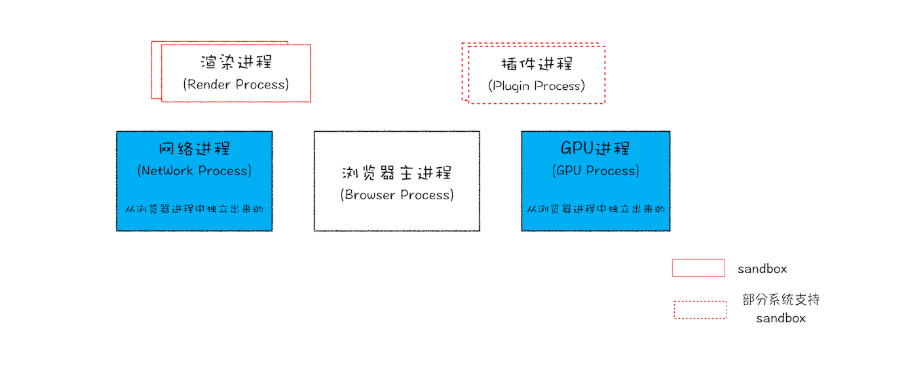 渲染进程
(Render Process)
插件进程
(Plugin Process)
网络进程
(NetWork Process)
从浏览器进程中独立出来的
浏览器主进程
(Browser Process)
GPU进程
(GPU Process)
从浏览器进程中独立出来的
sandbox
部分系统支持
sandbox